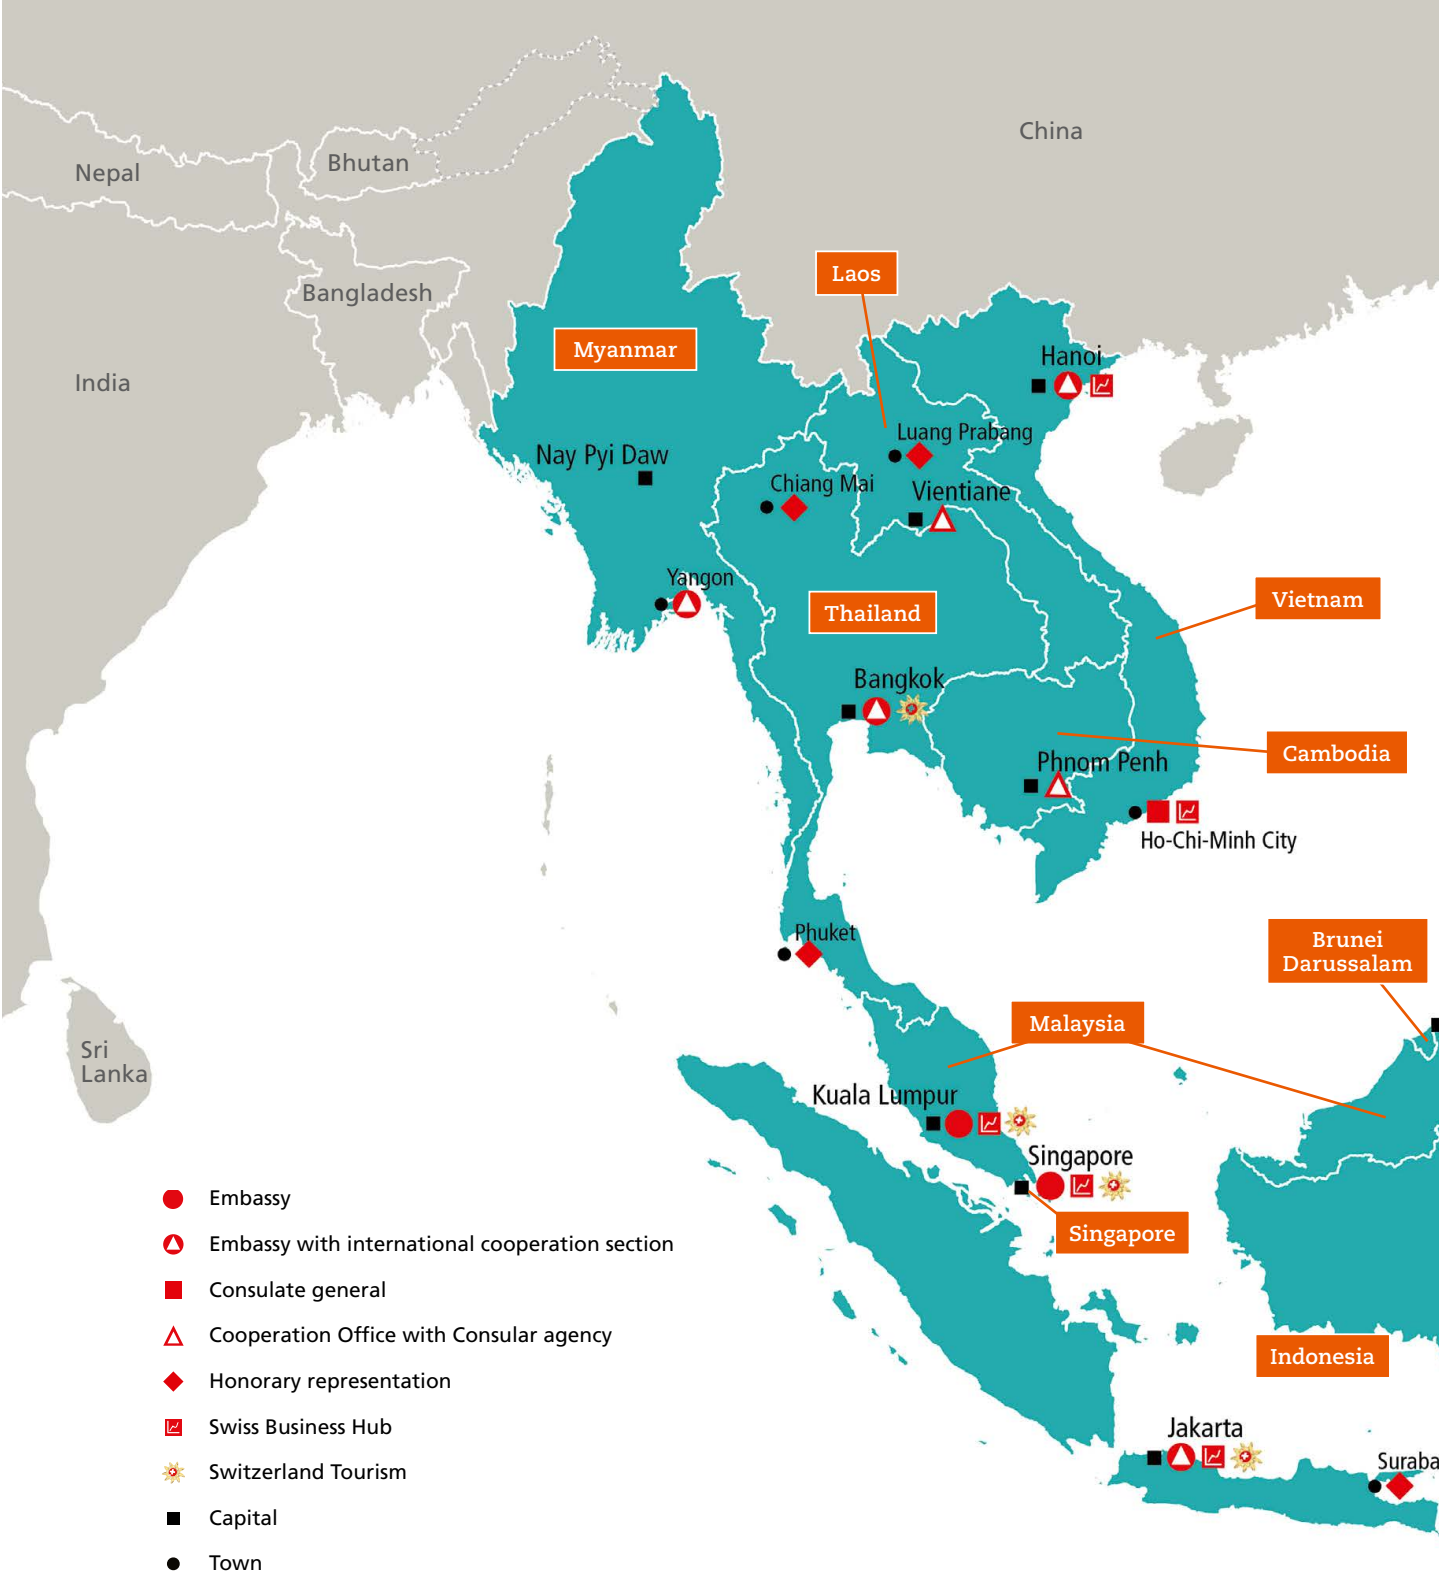 China
Nepal
Bhutan
Laos
Bangladesh
Myanmar
Hanoi
India
Luang Prabang
Nay Pyi Daw
Chiang Mai
Vientiane
Yangon
Thailand
Vietnam
Bangkok
Cambodia
Phnom Penh
Ho-Chi-Minh City
Phuket
Brunei
Darussalam
Malaysia
Sri
Lanka
Kuala Lumpur
Singapore
Singapore
Embassy
Embassy with international cooperation section
Consulate general
Cooperation Office with Consular agency
Indonesia
Honorary representation
Swiss Business Hub
Jakarta
Suraba
Switzerland Tourism
Capital
Town